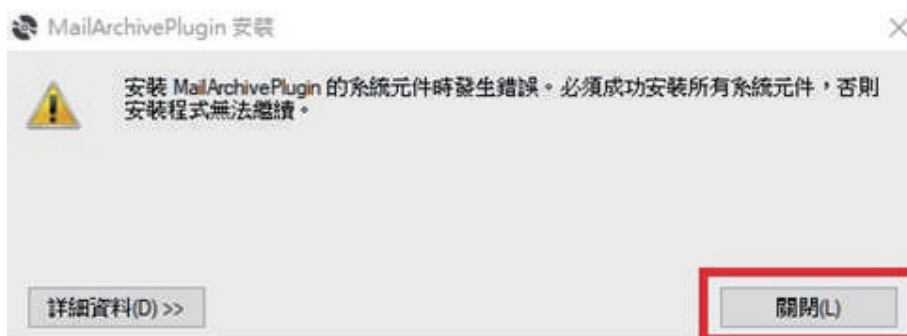 MailArchivePlugin 安裝
安裝 MailArchivePlugin 的系統元件時發生錯誤。必須成功安裝所有系統元件，否則
安裝程式無法繼續。
詳細資料(D) >>
關閉(L)